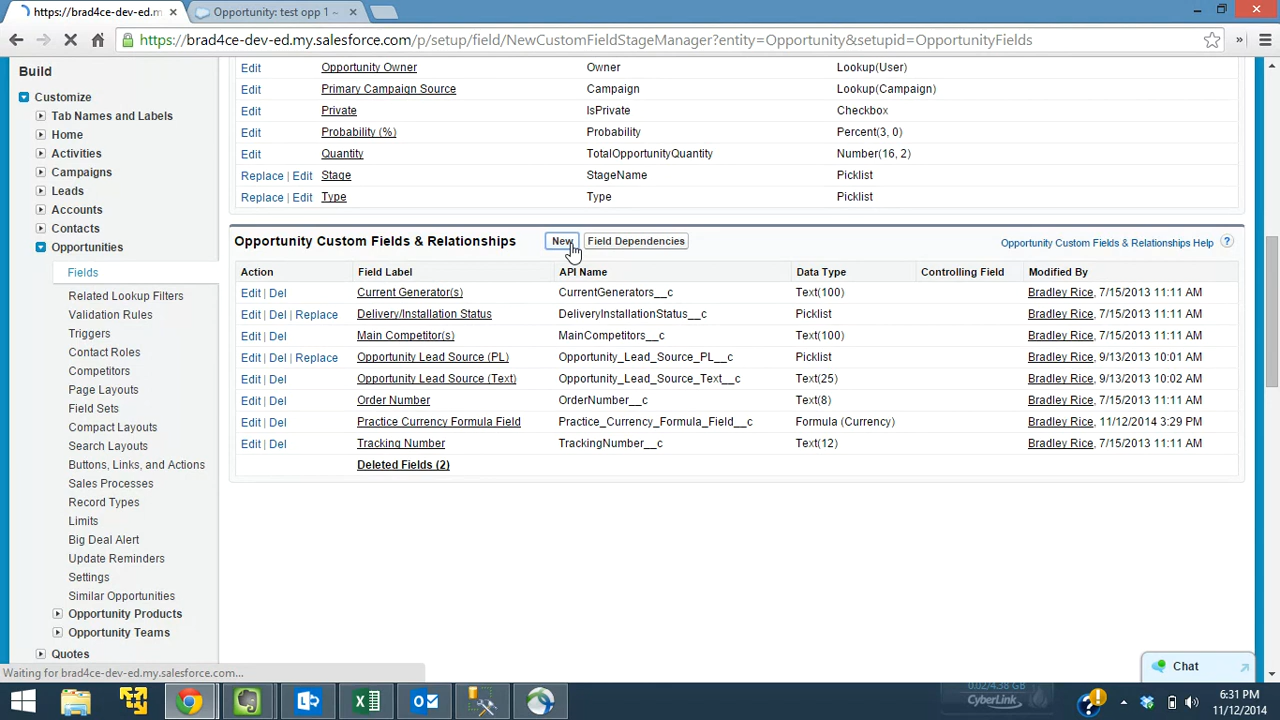 https://brad4ce-dev-ed.m
Opportunity: test opp 1 ~
https://brad4ce-dev-ed.my.salesforce.com/p/setup/field/NewCustomFieldStageManager?entity=Opportunity&setupid=OpportunityFields
Build
Customize
Tab Names and Labels
Home
Activities
Campaigns
Leads
Accounts
Contacts
Opportunities
Fields
Related Lookup Filters
Validation Rules
Triggers
Contact Roles
Competitors
Page Layouts
Field Sets
Compact Layouts
Search Layouts
Buttons, Links, and Actions
Sales Processes
Record Types
Limits
Big Deal Alert
Update Reminders
Settings
Similar Opportunities
Opportunity Products
Opportunity Teams
Quotes
Edit Opportunity Owner Owner Lookup(User)
Edit Primary Campaign Source Campaign Lookup(Campaign)
Edit Private IsPrivate Checkbox
Edit Probability (%) Probability Percent(3, 0)
Edit Quantity TotalOpportunityQuantity Number(16, 2)
Replace | Edit Stage StageName Picklist
Replace | Edit Type Type Picklist
Opportunity Custom Fields & Relationships New Field Dependencies Opportunity Custom Fields & Relationships Help ?
Action Field Label API Name Data Type Controlling Field Modified By
Edit | Del Current Generator(s) CurrentGenerators__c Text(100) Bradley Rice, 7/15/2013 11:11 AM
Edit | Del | Replace Delivery/Installation Status DeliveryInstallationStatus__c Picklist Bradley Rice, 7/15/2013 11:11 AM
Edit | Del Main Competitor(s) MainCompetitors__c Text(100) Bradley Rice, 7/15/2013 11:11 AM
Edit | Del | Replace Opportunity Lead Source (PL) Opportunity_Lead_Source_PL__c Picklist Bradley Rice, 9/13/2013 10:01 AM
Edit | Del Opportunity Lead Source (Text) Opportunity_Lead_Source_Text__c Text(25) Bradley Rice, 9/13/2013 10:02 AM
Edit | Del Order Number OrderNumber__c Text(8) Bradley Rice, 7/15/2013 11:11 AM
Edit | Del Practice Currency Formula Field Practice_Currency_Formula_Field__c Formula (Currency) Bradley Rice, 11/12/2014 3:29 PM
Edit | Del Tracking Number TrackingNumber__c Text(12) Bradley Rice, 7/15/2013 11:11 AM
Deleted Fields (2)
Chat
Waiting for brad4ce-dev-ed.my.salesforce.com...
0.02/4.38 GB
CyberLink
6:31 PM
11/12/2014